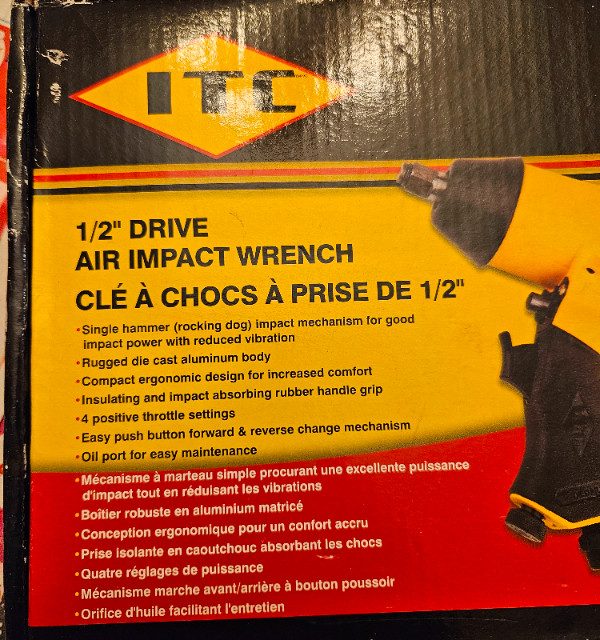 ITC
1/2" DRIVE
AIR IMPACT WRENCH
CLÉ À CHOCS À PRISE DE 1/2"
•Single hammer (rocking dog) impact mechanism for good
impact power with reduced vibration
•Rugged die cast aluminum body
•Compact ergonomic design for increased comfort
•Insulating and impact absorbing rubber handle grip
•4 positive throttle settings
•Easy push button forward & reverse change mechanism
•Oil port for easy maintenance
•Mécanisme à marteau simple procurant une excellente puissance
d'impact tout en réduisant les vibrations
•Boîtier robuste en aluminium matricé
•Conception ergonomique pour un confort accru
•Prise isolante en caoutchouc absorbant les chocs
•Quatre réglages de puissance
•Mécanisme marche avant/arrière à bouton poussoir
•Orifice d'huile facilitant l'entretien